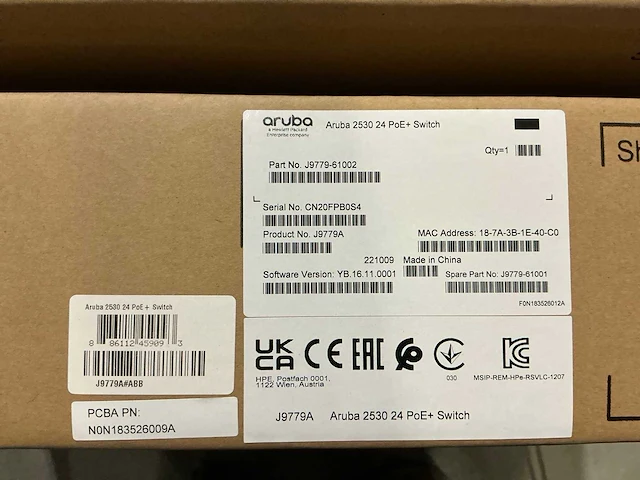 aruba
a Hewlett Packard
Enterprise company
Aruba 2530 24 PoE+ Switch
Qty=1
Part No. J9779-61002
Serial No. CN20FPB0S4
Product No. J9779A
MAC Address: 18-7A-3B-1E-40-C0
221009 Made in China
Software Version: YB.16.11.0001
Spare Part No: J9779-61001
F0N183526012A
Sh
Aruba 2530 24 PoE+ Switch
8 86112 45909 3
J9779A#ABB
PCBA PN:
N0N183526009A
UK
CA CE EAC
030
MSIP-REM-HPe-RSVLC-1207
HPE, Postfach 0001,
1122 Wien, Austria
J9779A Aruba 2530 24 PoE+ Switch